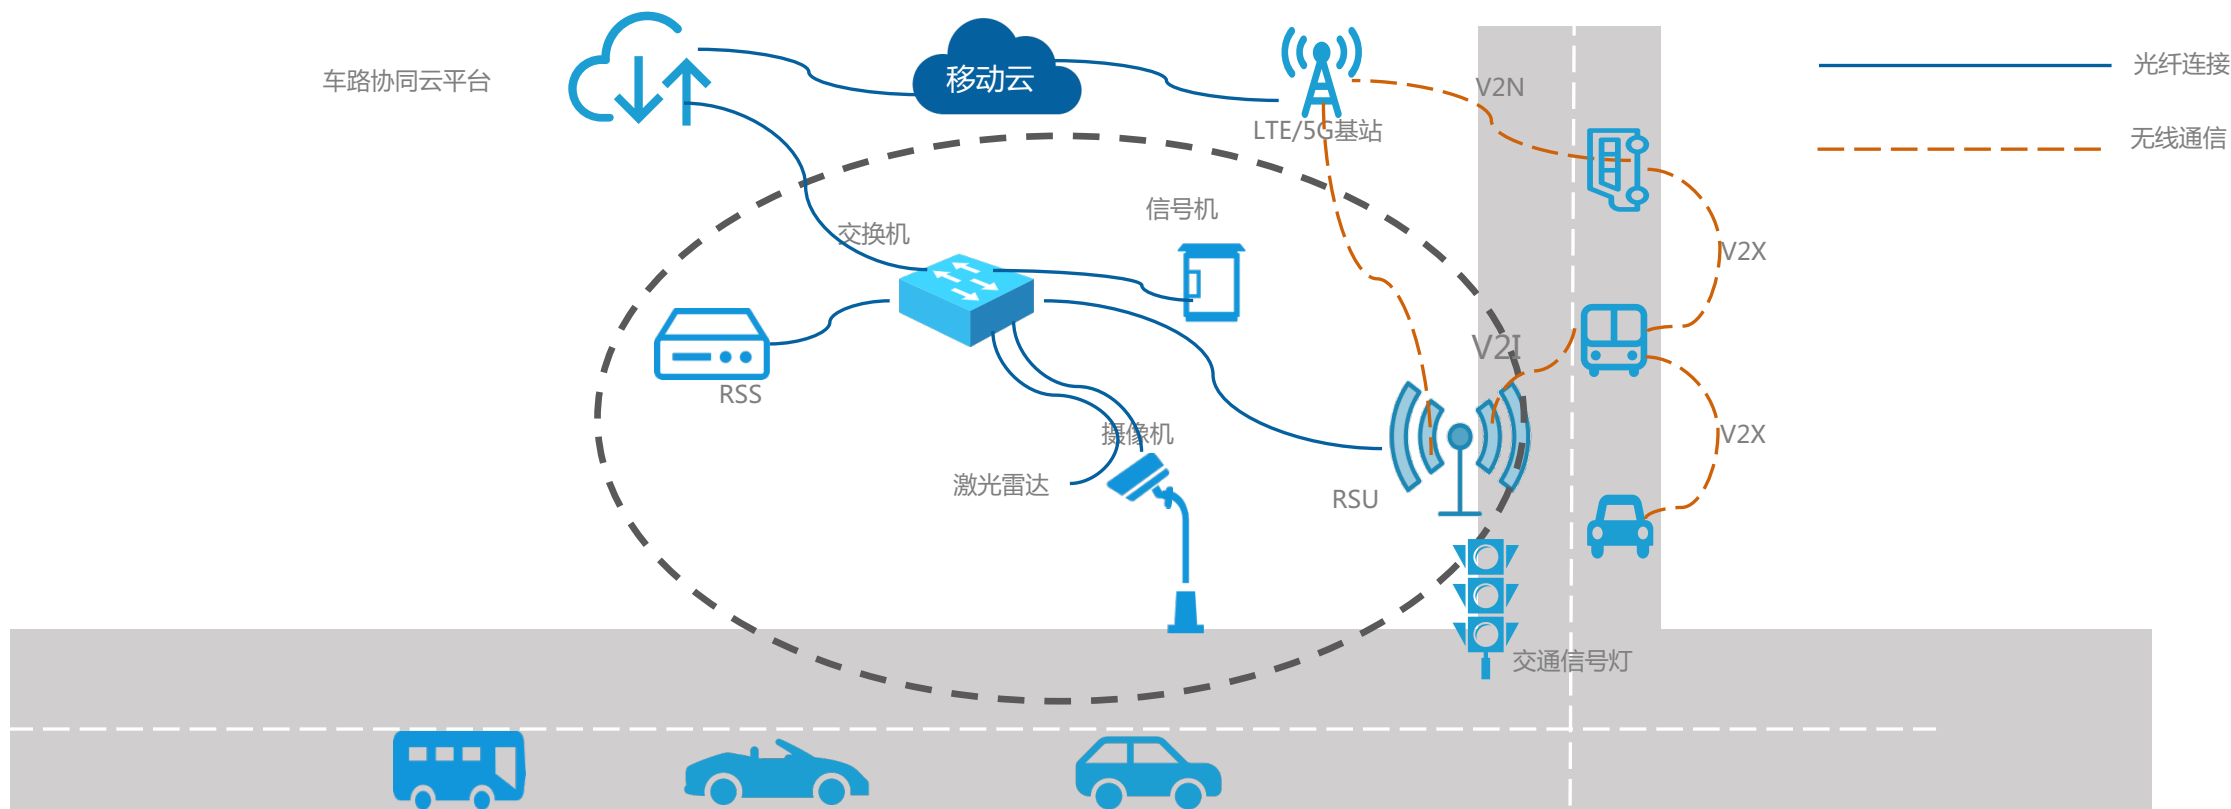 车路协同云平台
移动云
LTE/5G基站
V2N
光纤连接
无线通信
信号机
交换机
V2X
V2I
RSS
摄像机
V2X
激光雷达
RSU
交通信号灯